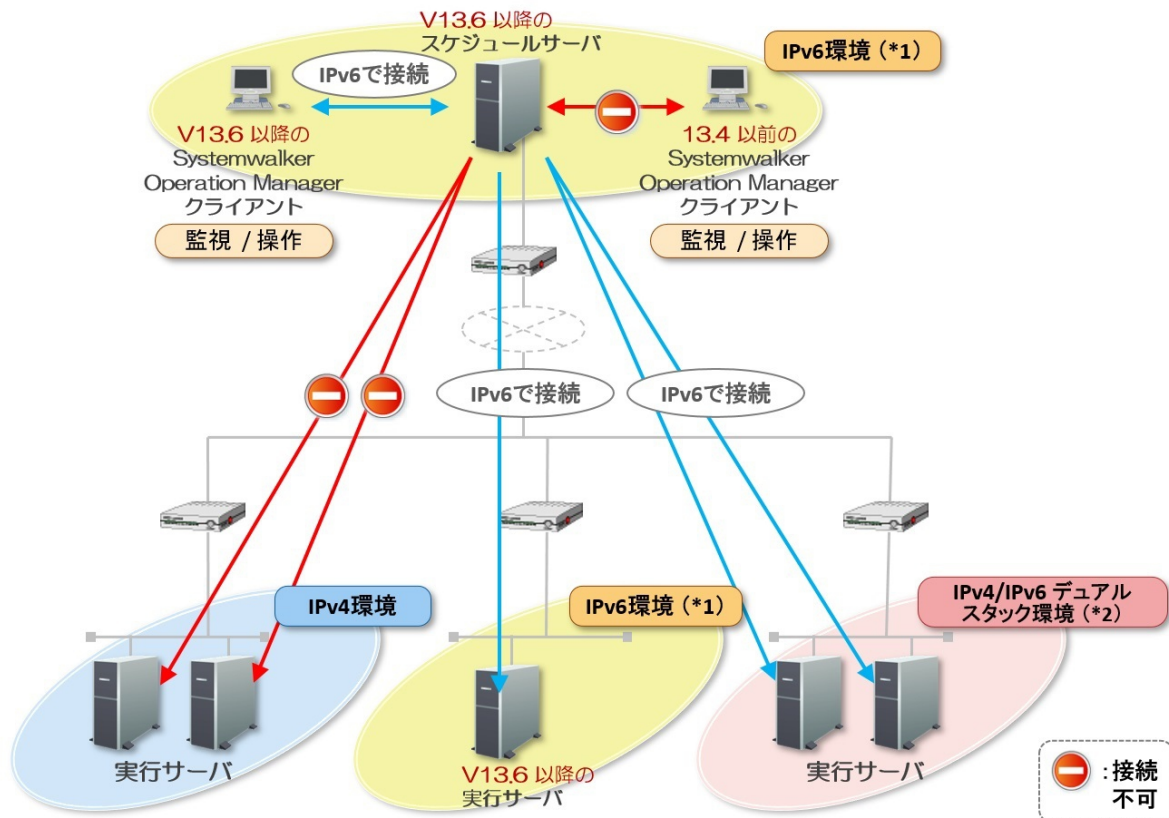 V13.6 以降の
スケジュールサーバ
IPv6環境 (*1)
IPv6で接続
V13.6 以降の
Systemwalker
Operation Manager
クライアント
監視 / 操作
13.4 以前の
Systemwalker
Operation Manager
クライアント
監視 / 操作
IPv6で接続
IPv6で接続
IPv4環境
IPv6環境 (*1)
IPv4/IPv6 デュアル
スタック環境 (*2)
実行サーバ
V13.6 以降の
実行サーバ
実行サーバ
:接続
不可